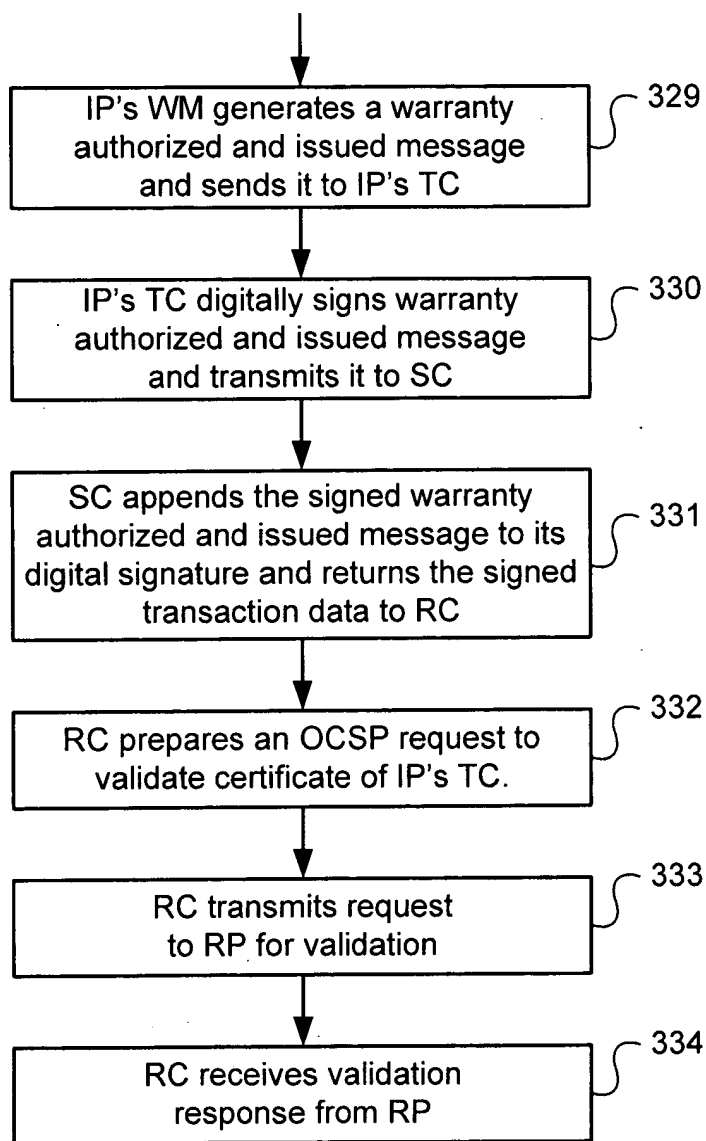 IP's WM generates a warranty
authorized and issued message
and sends it to IP's TC
329
IP's TC digitally signs warranty
authorized and issued message
and transmits it to SC
330
SC appends the signed warranty
authorized and issued message to its
digital signature and returns the signed
transaction data to RC
331
RC prepares an OCSP request to
validate certificate of IP's TC.
332
RC transmits request
to RP for validation
333
RC receives validation
response from RP
334